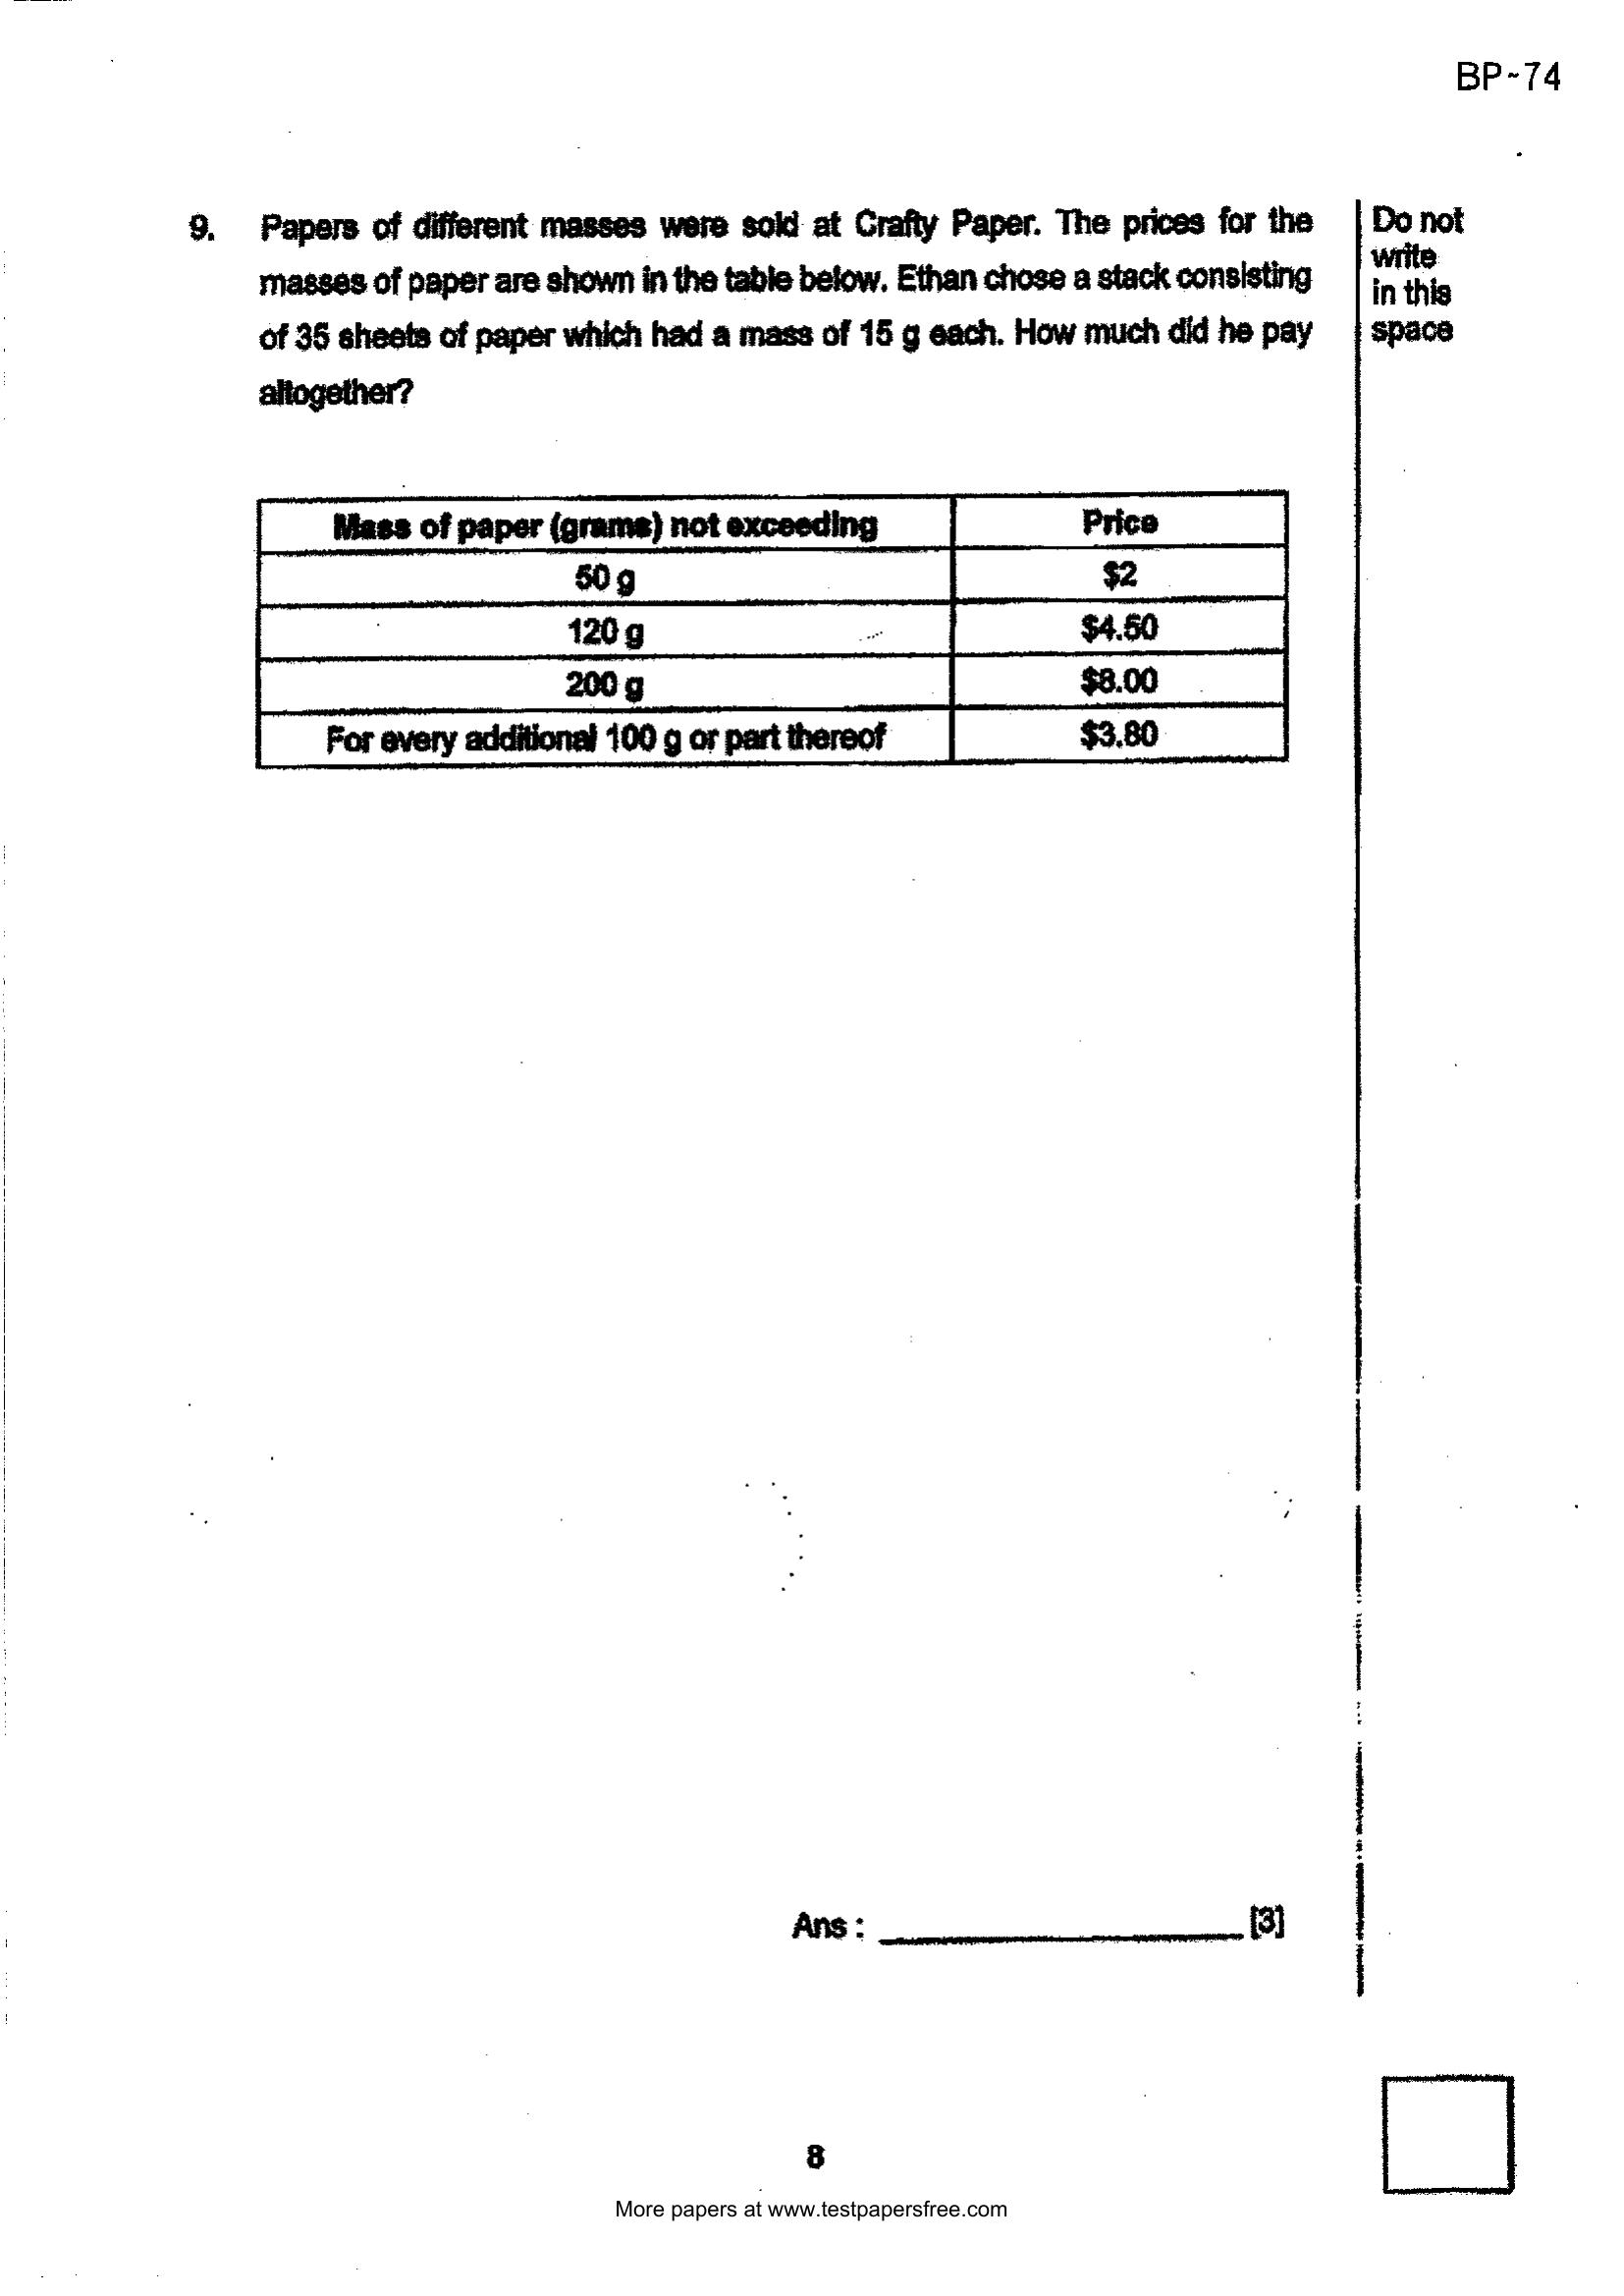 BP-74
9. Papers of different masses were sold at Crafty Paper. The prices for the
masses of paper are shown in the table below. Ethan chose a stack consisting
of 35 sheets of paper which had a mass of 15 g each. How much did he pay
altogether?
Do not
write
in this
space
Mass of paper (grams) not exceeding Price
50 g $2
120 g $4.50
200 g $8.00
For every additional 100 g or part thereof $3.80
Ans : [3]
8
More papers at www.testpapersfree.com